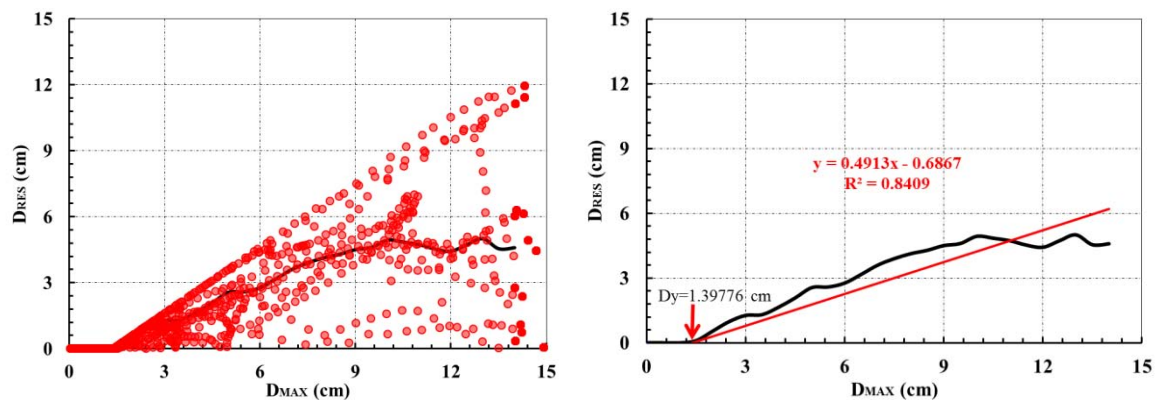 15
12
9
6
3
0
DRES (cm)
0 3 6 9 12 15
DMAX (cm)
15
12
9
6
3
0
DRES (cm)
y = 0.4913x - 0.6867
R² = 0.8409
Dy=1.39776 cm
0 3 6 9 12 15
DMAX (cm)